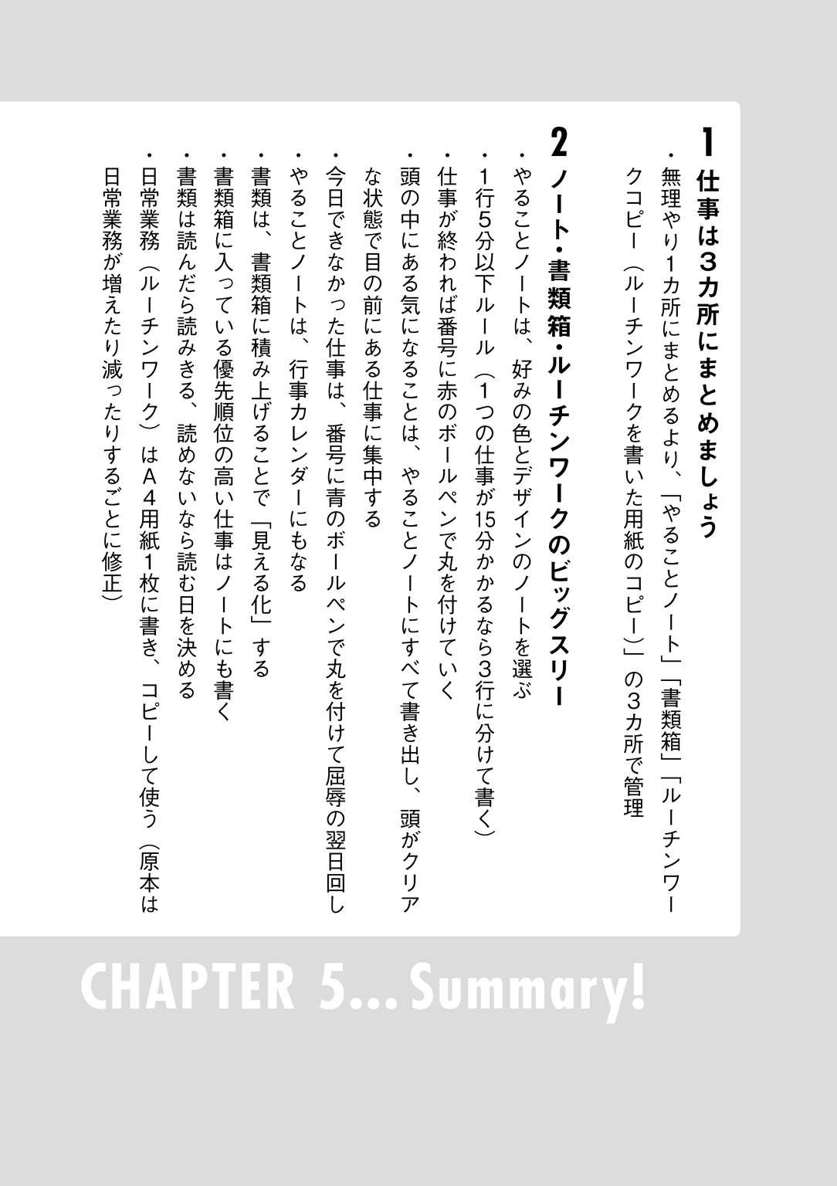 1 仕事は3カ所にまとめましょう
・無理やり1カ所にまとめるより、「やることノート」「書類箱」「ルーチンワー
クコピー（ルーチンワークを書いた用紙のコピー）」の3カ所で管理
2 ノート・書類箱・ルーチンワークのビッグスリー
・やることノートは、好みの色とデザインのノートを選ぶ
・1行5分以下ルール（1つの仕事が15分かかるなら3行に分けて書く）
・仕事が終われば番号に赤のボールペンで丸を付けていく
・頭の中にある気になることは、やることノートにすべて書き出し、頭がクリア
な状態で目の前にある仕事に集中する
・今日できなかった仕事は、番号に青のボールペンで丸を付けて屈辱の翌日回し
・やることノートは、行事カレンダーにもなる
・書類は、書類箱に積み上げることで「見える化」する
・書類箱に入っている優先順位の高い仕事はノートにも書く
・書類は読んだら読みきる、読めないなら読む日を決める
・日常業務（ルーチンワーク）はA4用紙1枚に書き、コピーして使う（原本は
日常業務が増えたり減ったりするごとに修正）
CHAPTER 5... Summary!